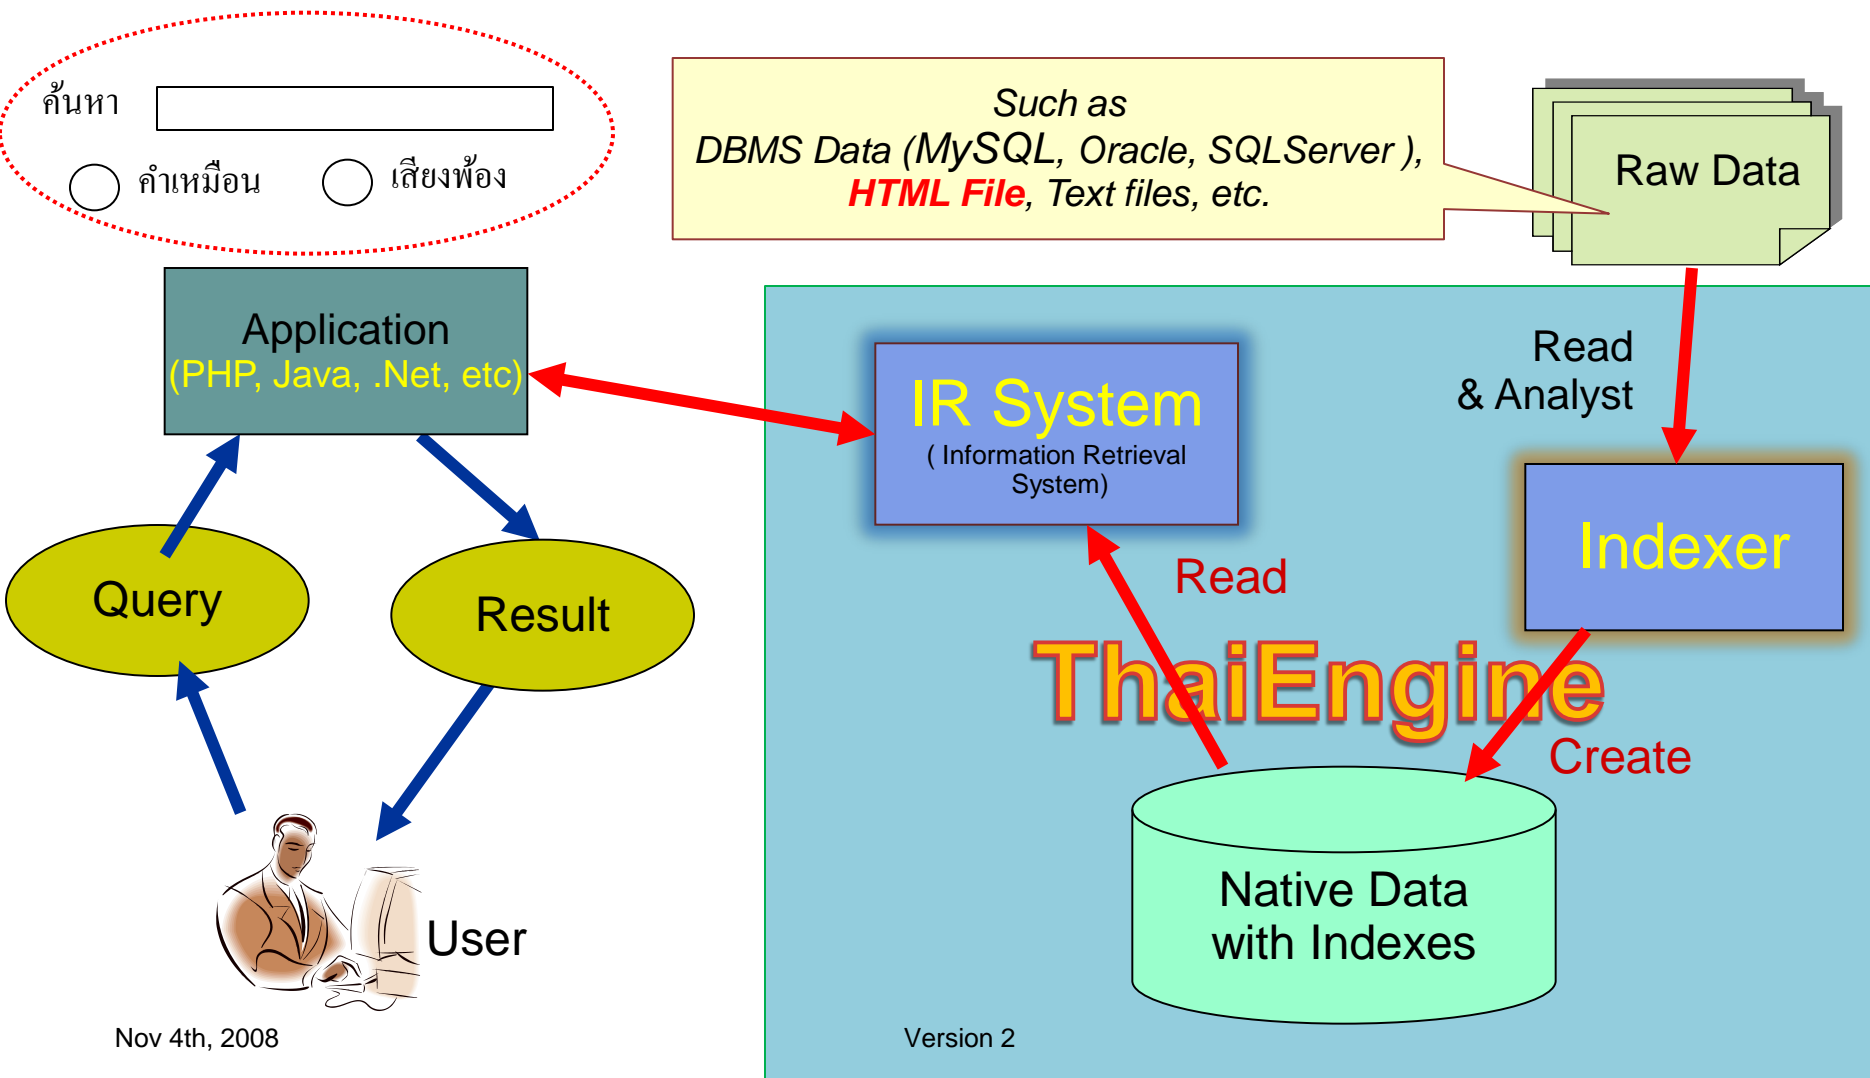 ค้นหา
คำเหมือน
เสียงพ้อง
Such as
DBMS Data (MySQL, Oracle, SQLServer ),
HTML File, Text files, etc.
Raw Data
Application
(PHP, Java, .Net, etc)
IR System
( Information Retrieval
System)
Read
& Analyst
Indexer
Query
Result
Read
ThaiEngine
Create
Native Data
with Indexes
User
Nov 4th, 2008
Version 2